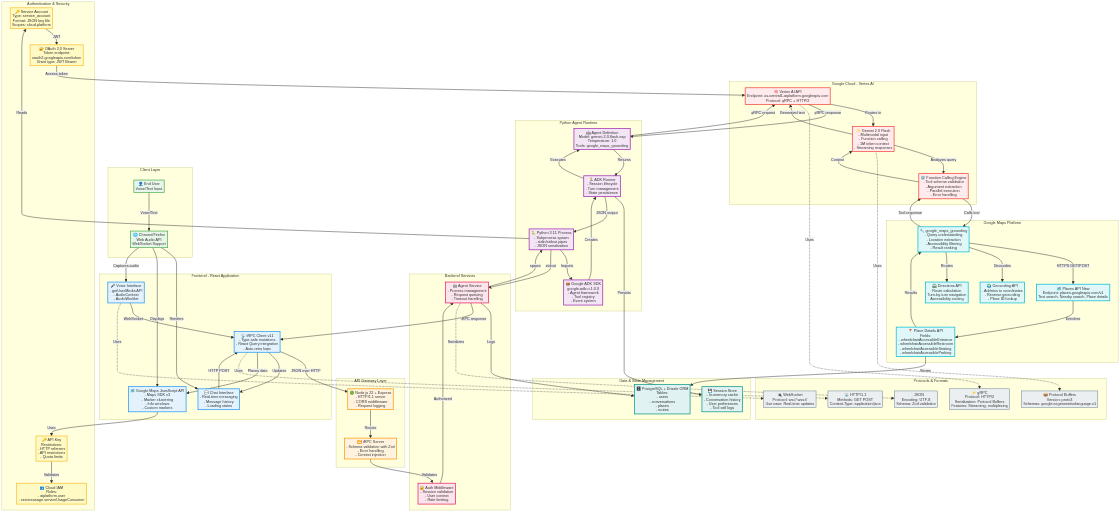 Authentication & Security
🔑 Service Account
Type: service_account
Format: JSON key file
Scopes: cloud-platform
JWT
🔐 OAuth 2.0 Server
Token endpoint:
oauth2.googleapis.com/token
Grant type: JWT Bearer
Access token
Reads
Client Layer
👤 End User
Voice/Text Input
Voice/Text
🌐 Chrome/Firefox
Web Audio API
WebSocket Support
Captures audio
Frontend - React Application
🎤 Voice Interface
getUserMedia API
- AudioContext
- AudioWorklet
WebSocket
Displays
Renders
Uses
tRPC Client v11
- Type-safe mutations
- React Query integration
- Auto retry logic
HTTP POST
Uses
Places data
Updates
JSON over HTTP
tRPC response
Google Maps JavaScript API
- Maps SDK v3
- Marker clustering
- Info windows
- Custom markers
Chat Interface
- Real-time messaging
- Message history
- Loading states
Uses
🔑 API Key
Restrictions:
- HTTP referrers
- API restrictions
- Quota limits
Validates
Cloud IAM
Roles:
- aiplatform.user
- serviceusage.serviceUsageConsumer
API Gateway Layer
🟢 Node.js 22 + Express
HTTP/1.1 server
- CORS middleware
- Request logging
Routes
tRPC Server
- Schema validation with Zod
- Error handling
- Context injection
Validates
Backend Services
Agent Service
- Process management
- Request queuing
- Timeout handling
Authorized
Serializes
Logs
Auth Middleware
- Session validation
- User context
- Rate limiting
Python Agent Runtime
Agent Definition
Model: gemini-2.0-flash-exp
Temperature: 1.0
Tools: google_maps_grounding
Executes
Returns
ADK Runner
- Session lifecycle
- Turn management
- State persistence
JSON output
🐍 Python 3.11 Process
- Subprocess spawn
- stdin/stdout pipes
- JSON serialization
spawn
stdout
Imports
Creates
Google ADK SDK
google-adk>=1.0.0
- Agent framework
- Tool registry
- Event system
Persists
Google Cloud - Vertex AI
Vertex AI API
Endpoint: us-central1-aiplatform.googleapis.com
Protocol: gRPC + HTTP/2
gRPC request
Generated text
gRPC response
Routes to
Gemini 2.0 Flash
- Multimodal input
- Function calling
- 1M token context
- Streaming responses
Context
Analyzes query
Function Calling Engine
- Tool schema validation
- Argument extraction
- Parallel execution
- Error handling
Tool response
Calls tool
Uses
Uses
Google Maps Platform
google_maps_grounding
- Query understanding
- Location extraction
- Accessibility filtering
- Result ranking
Routes
Geocodes
HTTPS GET/POST
Results
Directions API
Route calculation
Turn-by-turn navigation
Accessibility routing
Geocoding API
Address to coordinates
- Reverse geocoding
- Place ID lookup
Places API New
- Endpoint: places.googleapis.com/v1
Text search, Nearby search, Place details
Enriches
Place Details API
Fields:
- wheelchairAccessibleEntrance
- wheelchairAccessibleRestroom
- wheelchairAccessibleSeating
- wheelchairAccessibleParking
Stores
Data & State Management
PostgreSQL + Drizzle ORM
Tables:
- users
- conversations
- places
- routes
Session Store
- In-memory cache
- Conversation history
- User preferences
- Tool call logs
Protocols & Formats
WebSocket
Protocol: ws:// wss://
Use case: Real-time updates
HTTP/1.1
Methods: GET POST
Content-Type: application/json
JSON
Encoding: UTF-8
Schema: Zod validation
gRPC
Protocol: HTTP/2
Serialization: Protocol Buffers
Features: Streaming, multiplexing
Protocol Buffers
Version: proto3